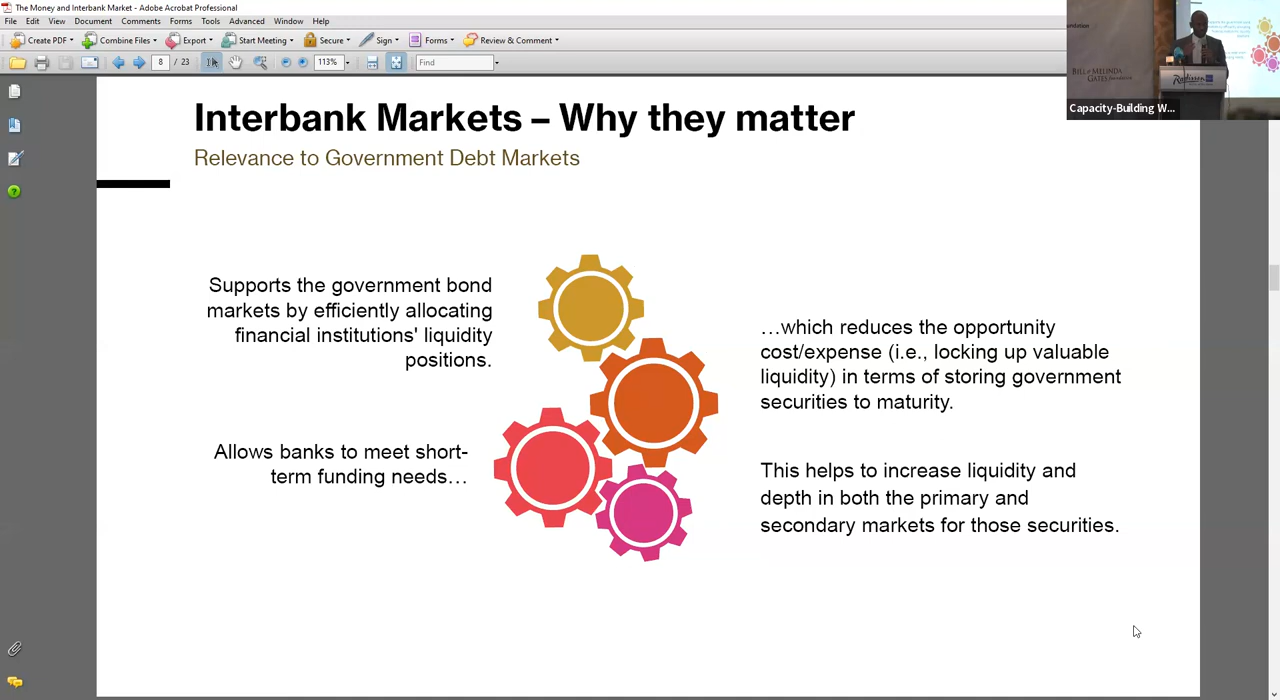 The Money and Interbank Market - Adobe Acrobat Professional
File Edit View Document Comments Forms Tools Advanced Window Help
Create PDF Combine Files Export Start Meeting Secure Sign Forms Review & Comment
8 / 23 113% Find
Interbank Markets – Why they matter
Relevance to Government Debt Markets
Supports the government bond
markets by efficiently allocating
financial institutions' liquidity
positions.
Allows banks to meet short-
term funding needs…
…which reduces the opportunity
cost/expense (i.e., locking up valuable
liquidity) in terms of storing government
securities to maturity.
This helps to increase liquidity and
depth in both the primary and
secondary markets for those securities.
BILL & MELINDA
GATES foundation
Radisson
Capacity-Building W...